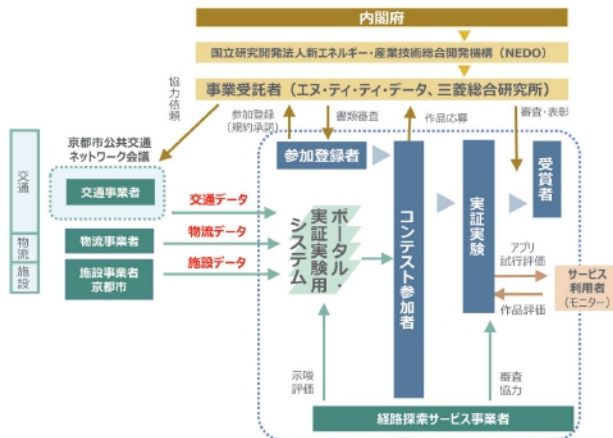 内閣府
国立研究開発法人新エネルギー・産業技術総合開発機構（NEDO）
事業受託者（エヌ・ティ・ティ・データ、三菱総合研究所）
協力依頼
参加登録
（規約承諾）
書類審査
作品応募
審査・表彰
京都市公共交通
ネットワーク会議
交通
交通事業者
物流
物流事業者
施設
施設事業者
京都市
交通データ
物流データ
施設データ
参加登録者
ポータル・
実証実験用
システム
コンテスト参加者
実証実験
受賞者
アプリ
試行評価
作品評価
サービス
利用者
（モニター）
示唆
評価
審査
協力
経路探索サービス事業者